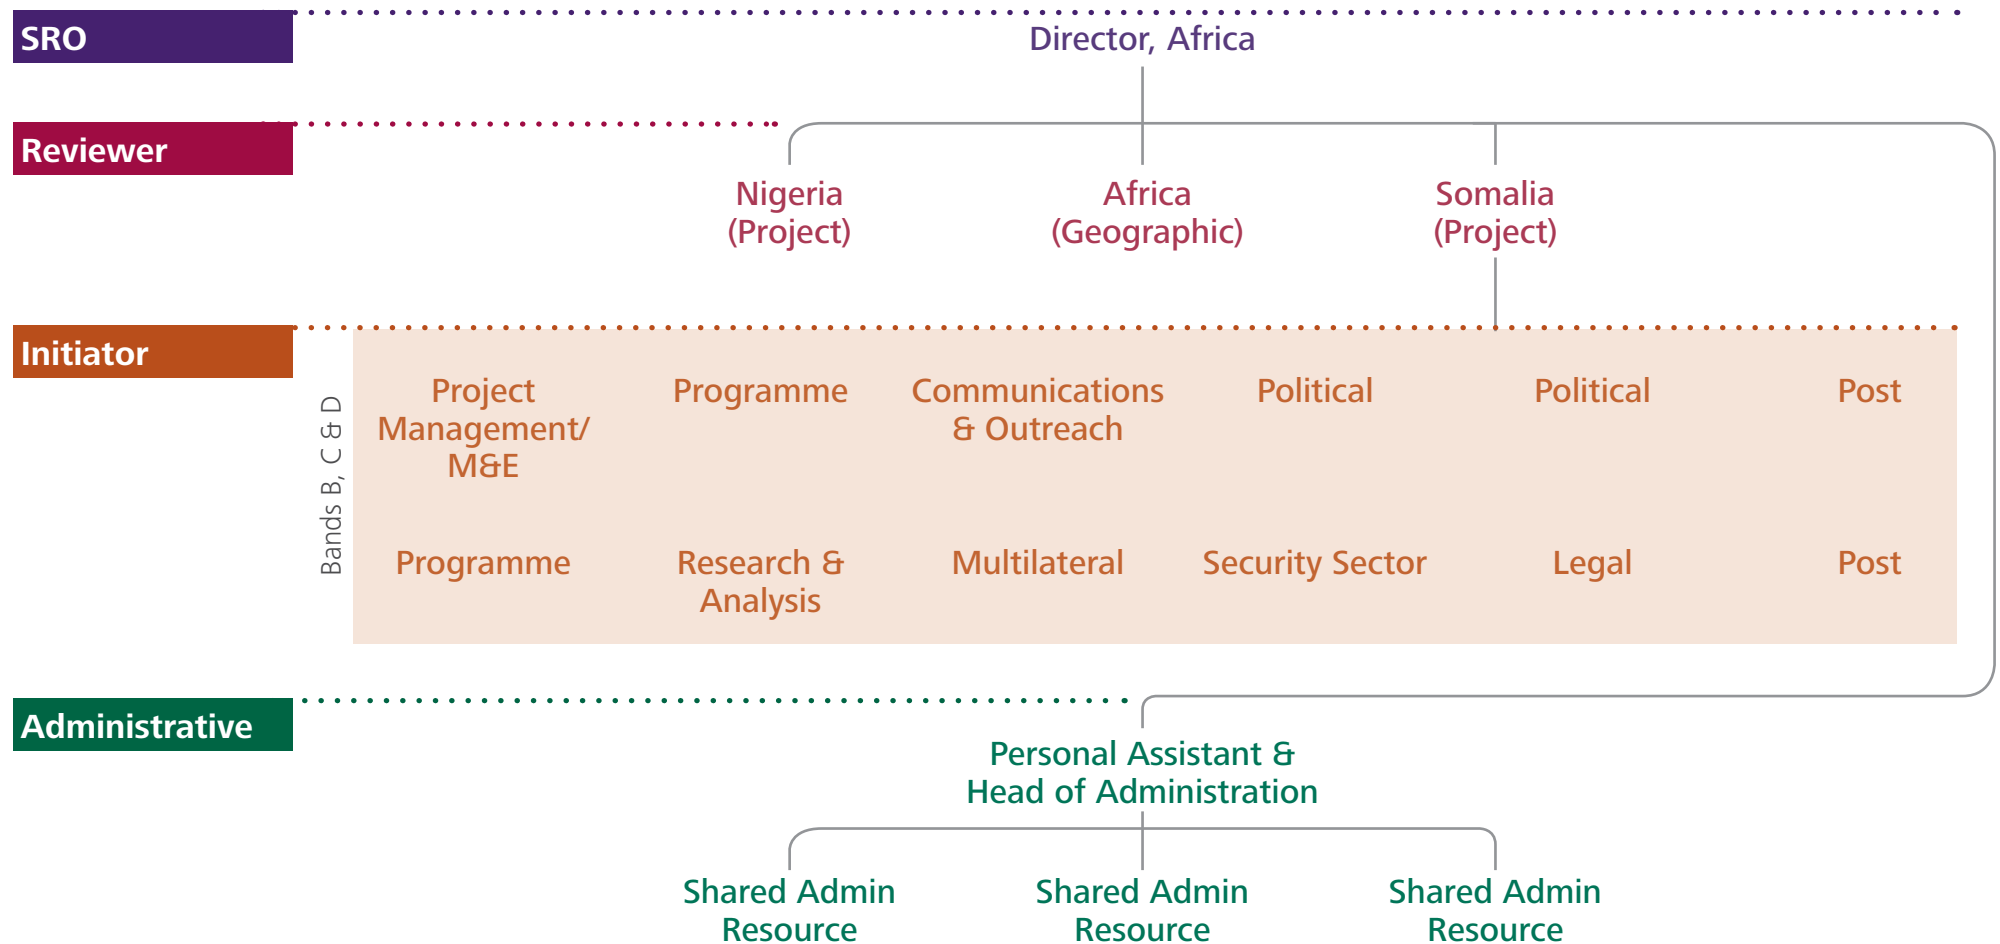 SRO
Director, Africa
Reviewer
Nigeria
(Project)
Africa
(Geographic)
Somalia
(Project)
Initiator
Bands B, C & D
Project
Management/
M&E
Programme
Communications
& Outreach
Political
Political
Post
Programme
Research &
Analysis
Multilateral
Security Sector
Legal
Post
Administrative
Personal Assistant &
Head of Administration
Shared Admin
Resource
Shared Admin
Resource
Shared Admin
Resource